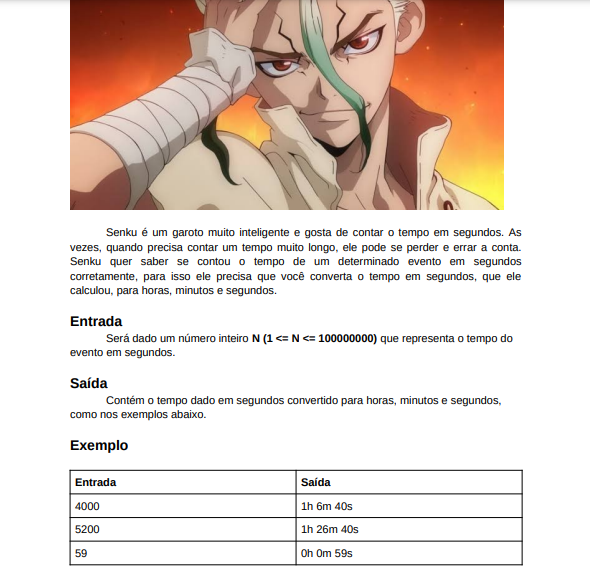 Senku é um garoto muito inteligente e gosta de contar o tempo em segundos. As
vezes, quando precisa contar um tempo muito longo, ele pode se perder e errar a conta.
Senku quer saber se contou o tempo de um determinado evento em segundos
corretamente, para isso ele precisa que você converta o tempo em segundos, que ele
calculou, para horas, minutos e segundos.
Entrada
Será dado um número inteiro N (1 <= N <= 100000000) que representa o tempo do
evento em segundos.
Saída
Contém o tempo dado em segundos convertido para horas, minutos e segundos,
como nos exemplos abaixo.
Exemplo
Entrada Saída
4000 1h 6m 40s
5200 1h 26m 40s
59 0h 0m 59s